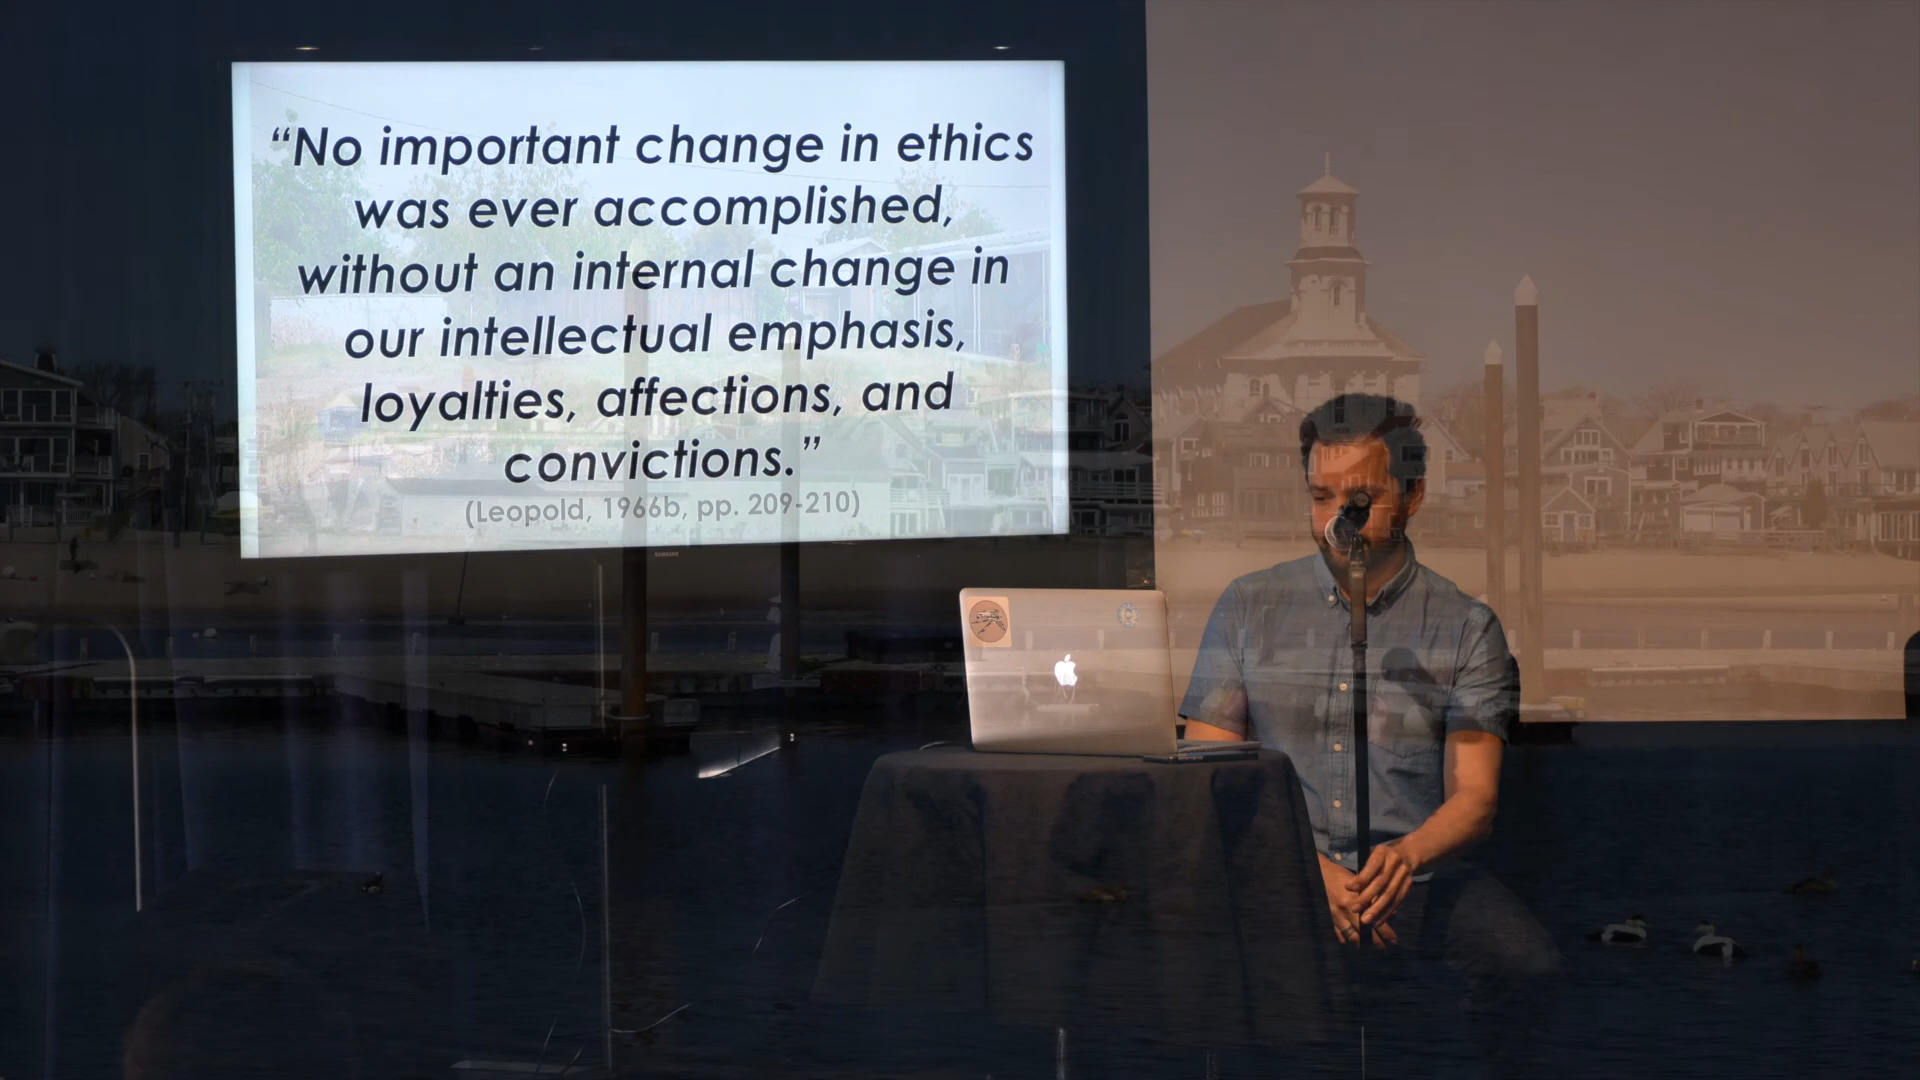 “No important change in ethics
was ever accomplished,
without an internal change in
our intellectual emphasis,
loyalties, affections, and
convictions.”
(Leopold, 1966b, pp. 209-210)
SAMSUNG